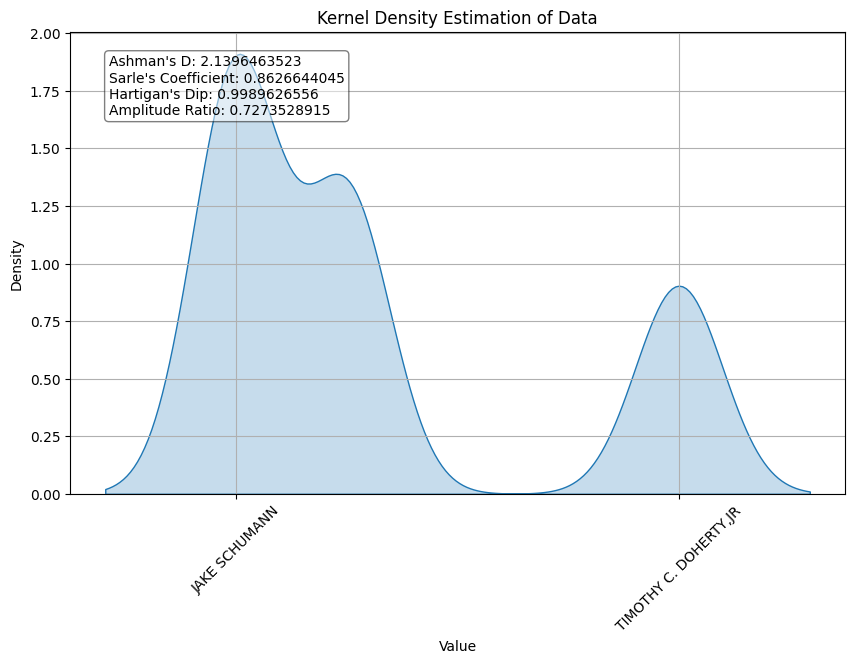 Kernel Density Estimation of Data
Ashman's D: 2.1396463523
Sarle's Coefficient: 0.8626644045
Hartigan's Dip: 0.9989626556
Amplitude Ratio: 0.7273528915
2.00
1.75
1.50
1.25
1.00
0.75
0.50
0.25
0.00
Density
JAKE SCHUMANN
TIMOTHY C. DOHERTY,JR
Value